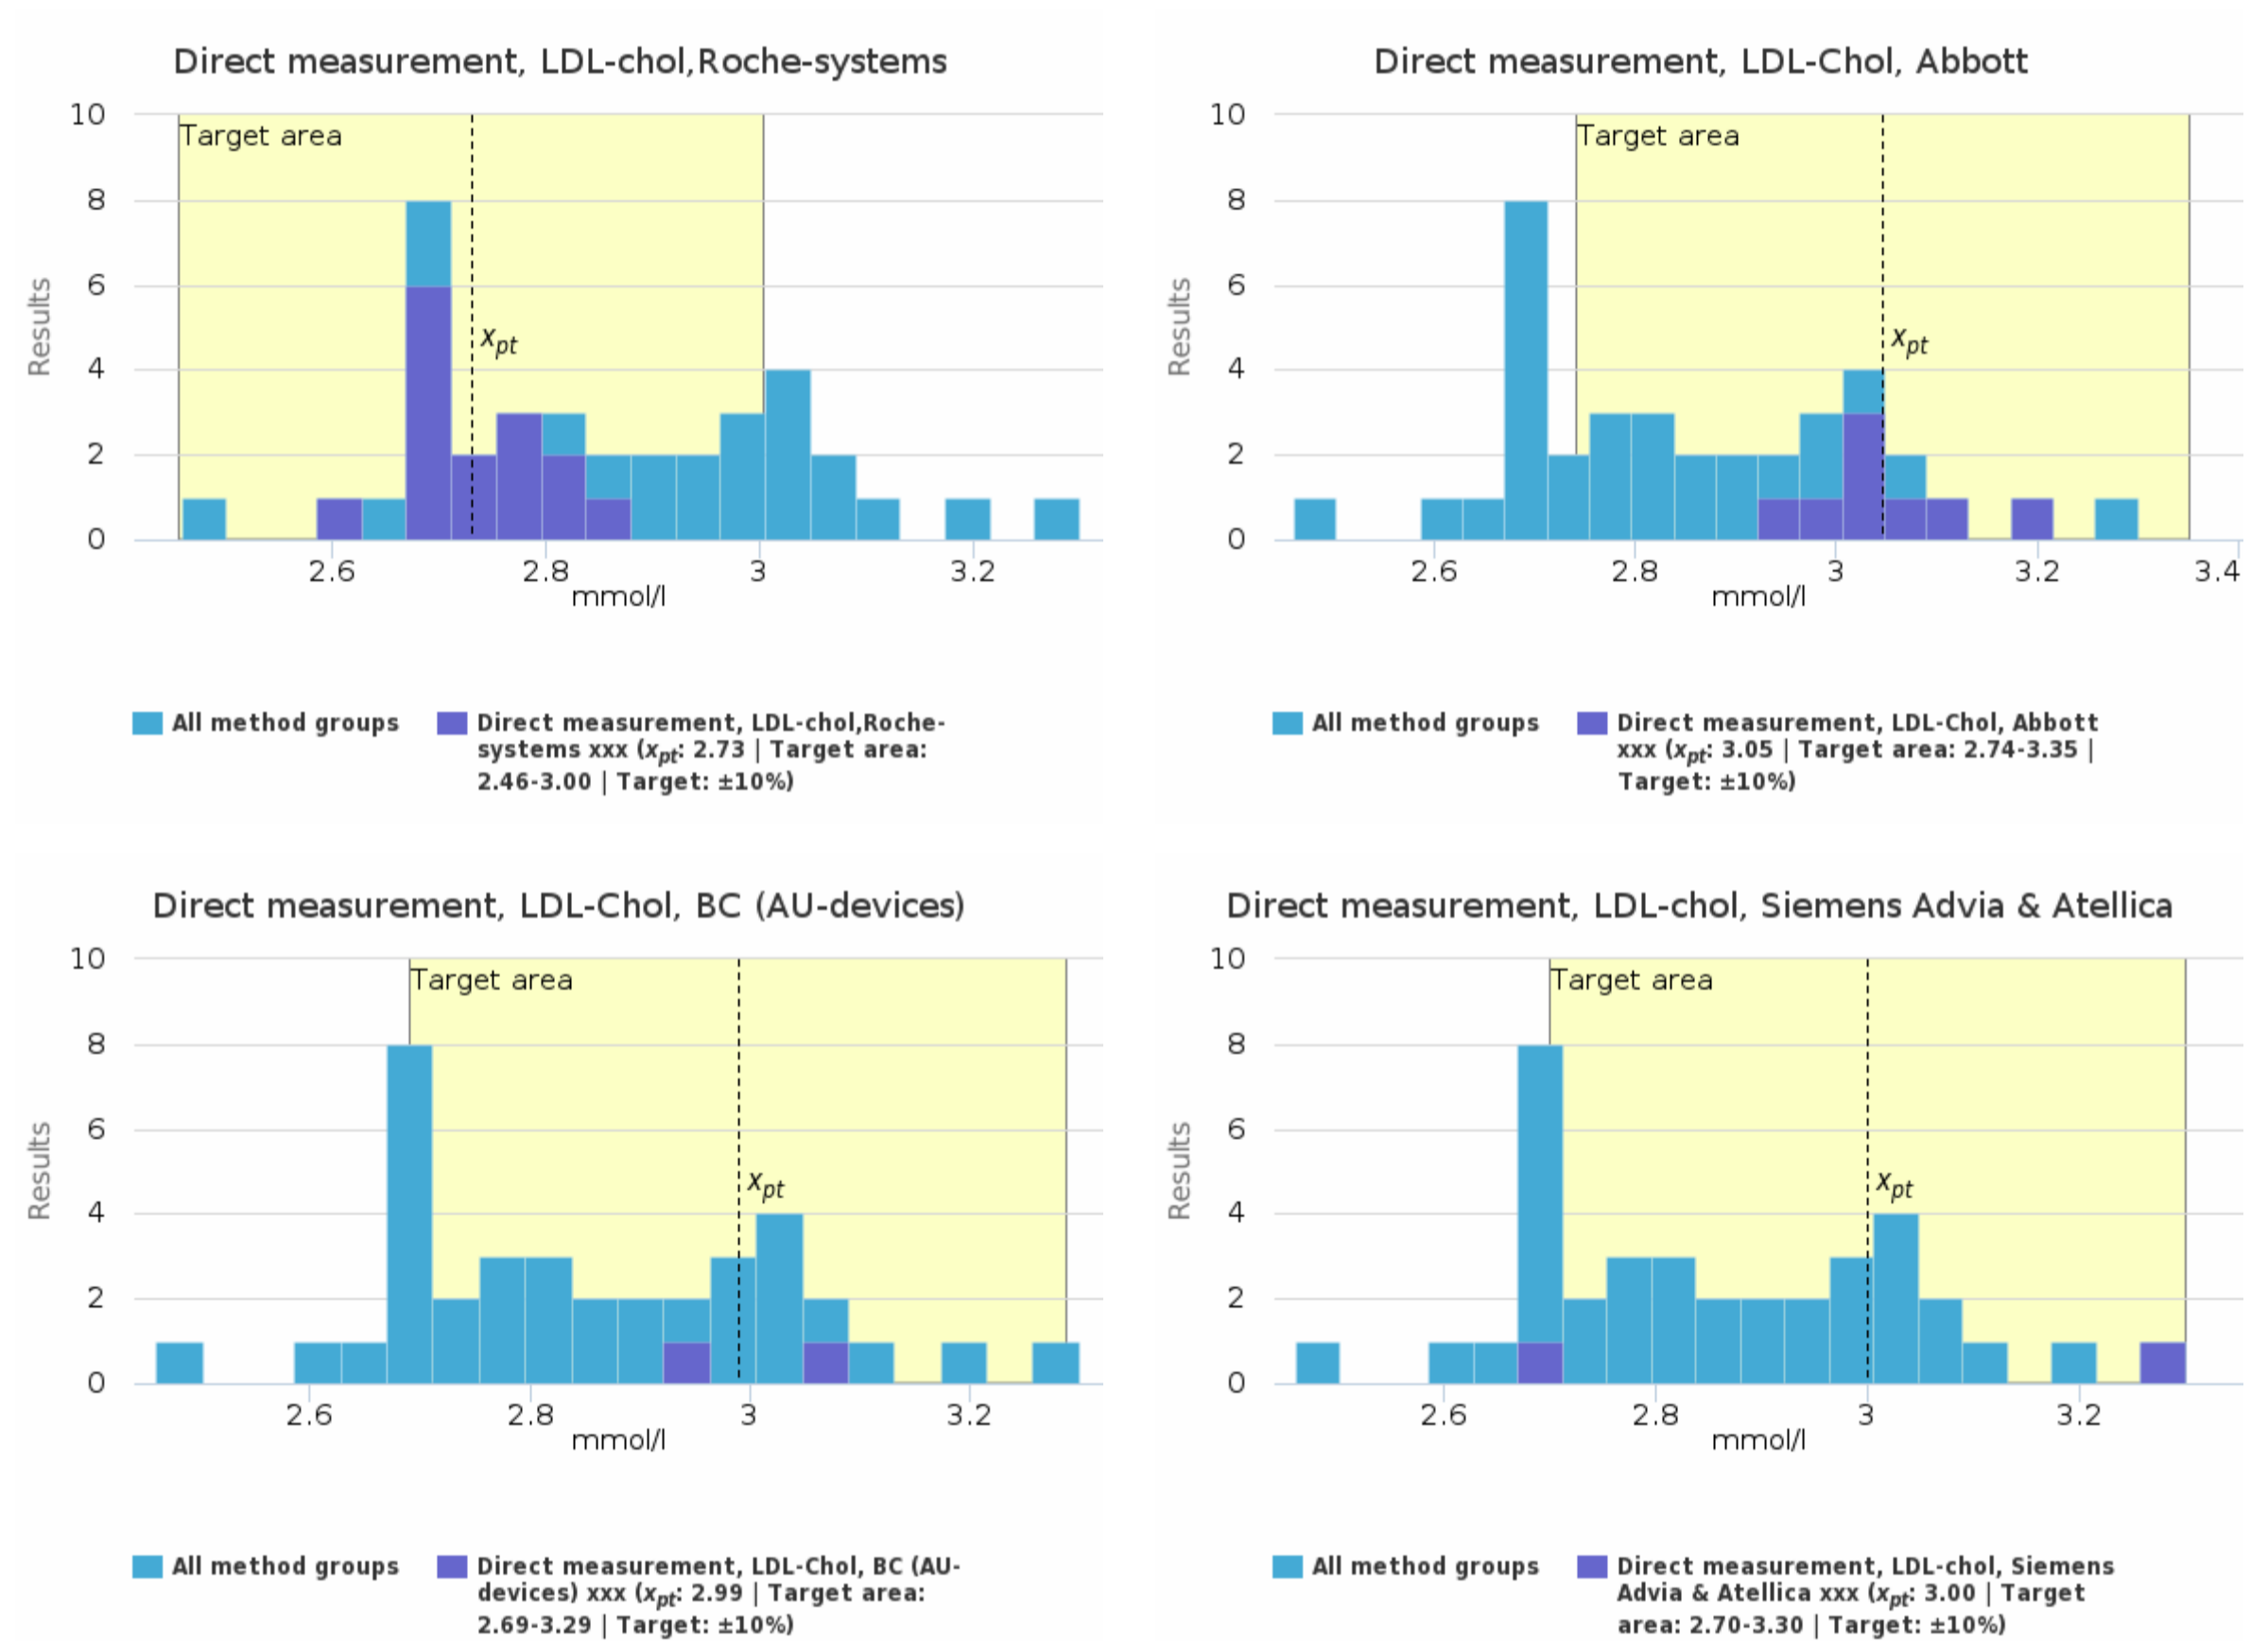 Direct measurement, LDL-chol,Roche-systems
10
8
6
4
2
0
Results
Target area
xpt
2.6 2.8 3 3.2
mmol/l
All method groups
Direct measurement, LDL-chol,Roche-
systems xxx (xpt: 2.73 | Target area:
2.46-3.00 | Target: ±10%)
Direct measurement, LDL-Chol, Abbott
10
8
6
4
2
0
Results
Target area
xpt
2.6 2.8 3 3.2 3.4
mmol/l
All method groups
Direct measurement, LDL-Chol, Abbott
xxx (xpt: 3.05 | Target area: 2.74-3.35 |
Target: ±10%)
Direct measurement, LDL-Chol, BC (AU-devices)
10
8
6
4
2
0
Results
Target area
xpt
2.6 2.8 3 3.2
mmol/l
All method groups
Direct measurement, LDL-Chol, BC (AU-
devices) xxx (xpt: 2.99 | Target area:
2.69-3.29 | Target: ±10%)
Direct measurement, LDL-chol, Siemens Advia & Atellica
10
8
6
4
2
0
Results
Target area
xpt
2.6 2.8 3 3.2
mmol/l
All method groups
Direct measurement, LDL-chol, Siemens
Advia & Atellica xxx (xpt: 3.00 | Target
area: 2.70-3.30 | Target: ±10%)